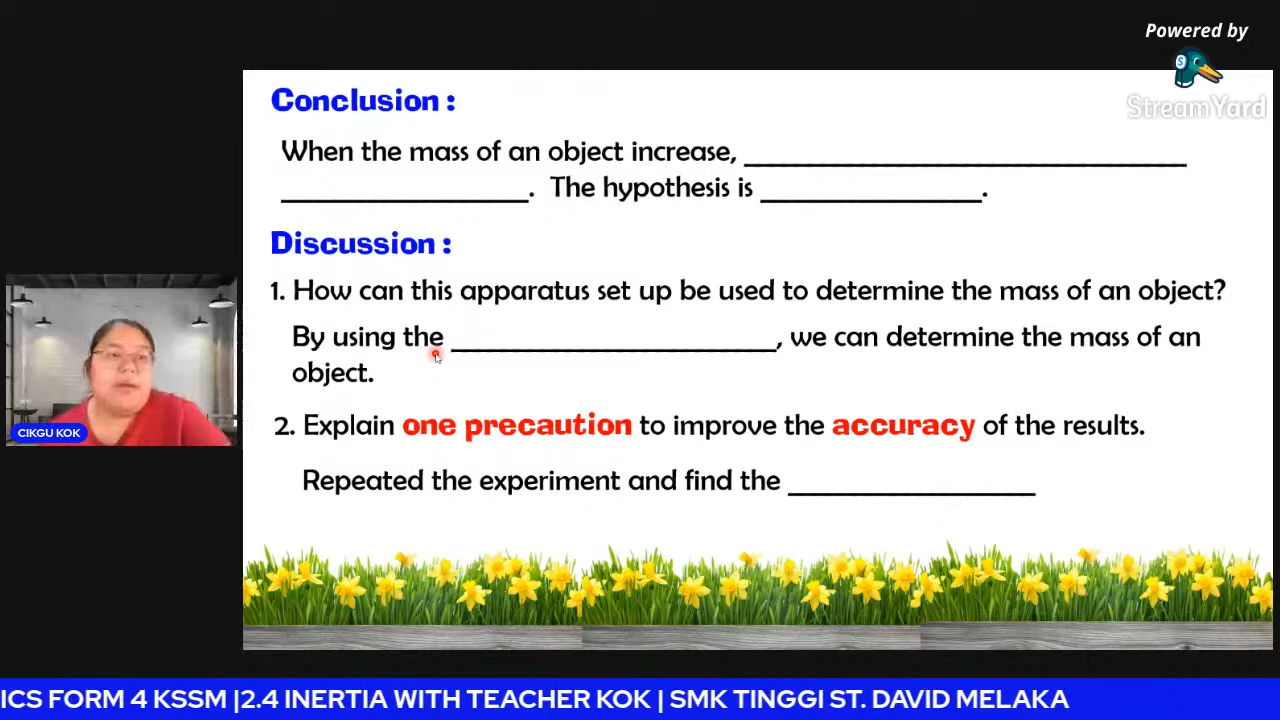 Powered by
StreamYard
Conclusion :
When the mass of an object increase, ______________________________
__________________. The hypothesis is ________________.
Discussion :
1. How can this apparatus set up be used to determine the mass of an object?
By using the ______________________, we can determine the mass of an
object.
2. Explain one precaution to improve the accuracy of the results.
Repeated the experiment and find the _________________
CIKGU KOK
ICS FORM 4 KSSM |2.4 INERTIA WITH TEACHER KOK | SMK TINGGI ST. DAVID MELAKA